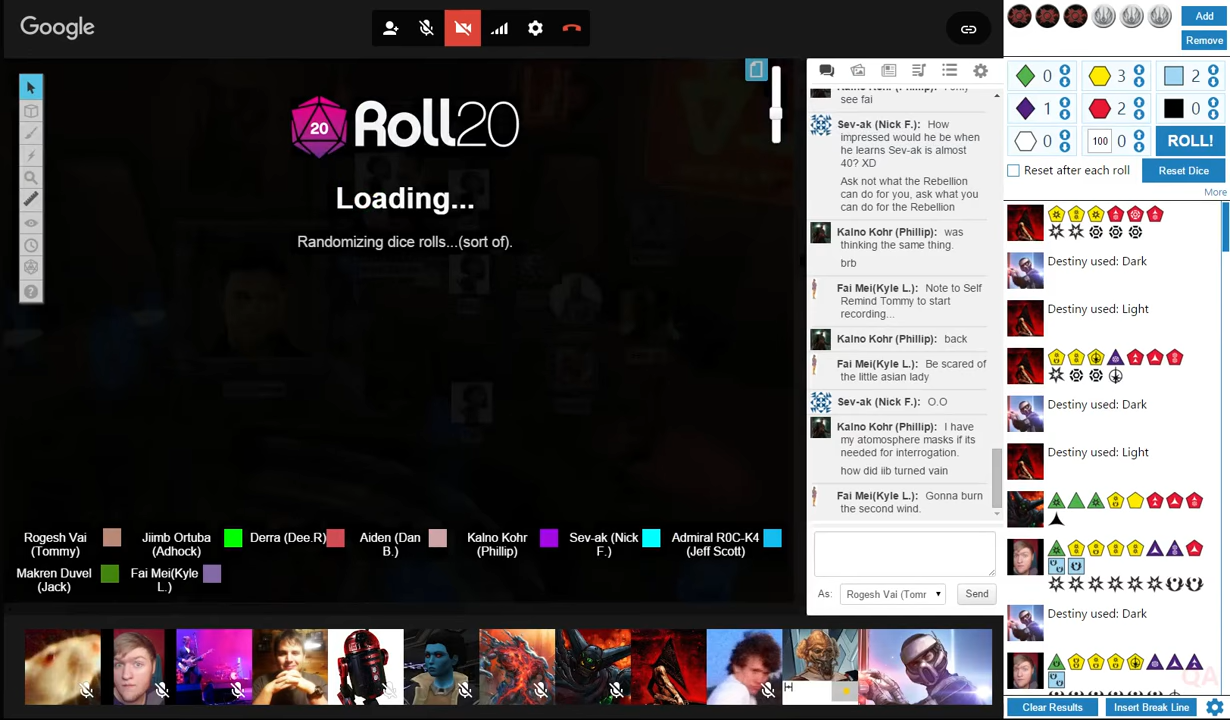 Google
20 Roll20
Loading...
Randomizing dice rolls...(sort of).
Rogesh Vai (Tommy)
Jiimb Ortuba (Adhock)
Derra (Dee.R)
Aiden (Dan B.)
Kalno Kohr (Phillip)
Sev-ak (Nick F.)
Admiral R0C-K4 (Jeff Scott)
Makren Duvel (Jack)
Fai Mei(Kyle L.)
see fai
Sev-ak (Nick F.): How
impressed would he be when
he learns Sev-ak is almost
40? XD
Ask not what the Rebellion
can do for you, ask what you
can do for the Rebellion
Kalno Kohr (Phillip): was
thinking the same thing.
brb
Fai Mei(Kyle L.): Note to Self
Remind Tommy to start
recording...
Kalno Kohr (Phillip): back
Fai Mei(Kyle L.): Be scared of
the little asian lady
Sev-ak (Nick F.): O.O
Kalno Kohr (Phillip): I have
my atomosphere masks if its
needed for interrogation.
how did iib turned vain
Fai Mei(Kyle L.): Gonna burn
the second wind.
As: Rogesh Vai (Tomr Send
Add
Remove
0 3 2
1 2 0
0 100 0 ROLL!
Reset after each roll Reset Dice
More
Destiny used: Dark
Destiny used: Light
Destiny used: Dark
Destiny used: Light
Destiny used: Dark
QA
Clear Results Insert Break Line